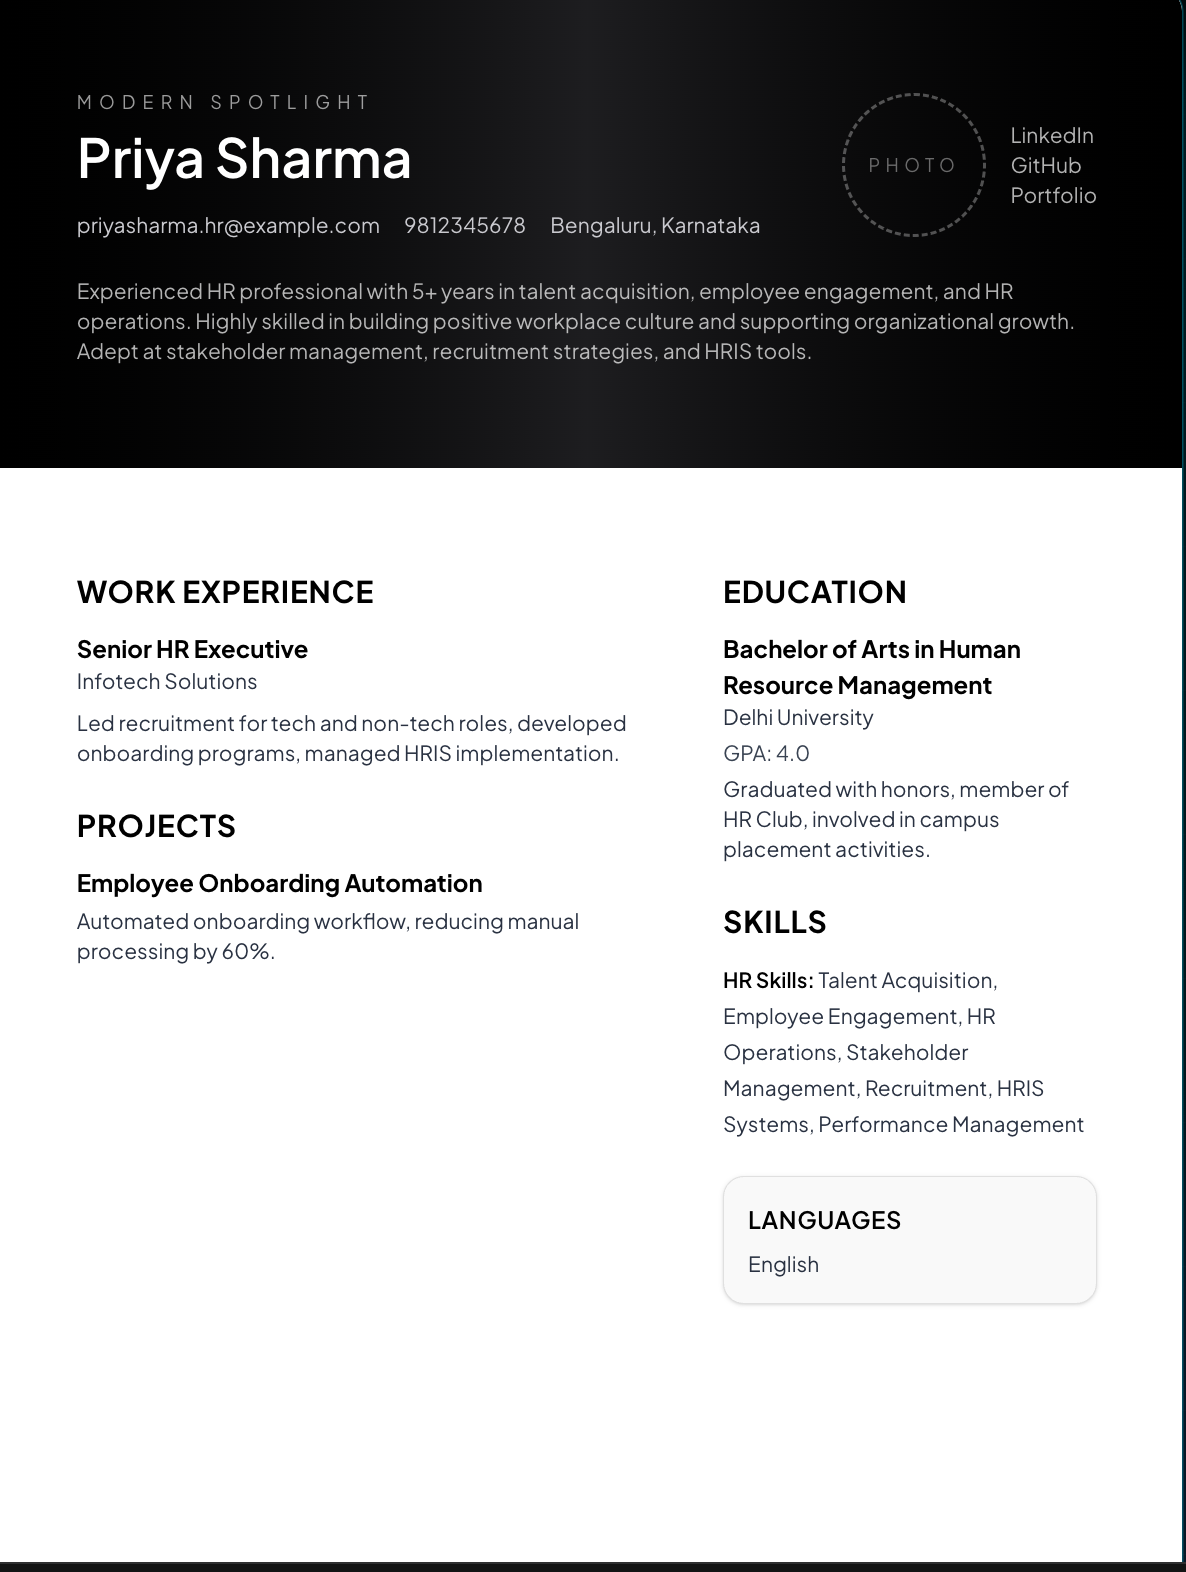 MODERN SPOTLIGHT
Priya Sharma
priyasharma.hr@example.com 9812345678 Bengaluru, Karnataka
PHOTO
LinkedIn
GitHub
Portfolio
Experienced HR professional with 5+ years in talent acquisition, employee engagement, and HR
operations. Highly skilled in building positive workplace culture and supporting organizational growth.
Adept at stakeholder management, recruitment strategies, and HRIS tools.
WORK EXPERIENCE
Senior HR Executive
Infotech Solutions
Led recruitment for tech and non-tech roles, developed
onboarding programs, managed HRIS implementation.
PROJECTS
Employee Onboarding Automation
Automated onboarding workflow, reducing manual
processing by 60%.
EDUCATION
Bachelor of Arts in Human
Resource Management
Delhi University
GPA: 4.0
Graduated with honors, member of
HR Club, involved in campus
placement activities.
SKILLS
HR Skills: Talent Acquisition,
Employee Engagement, HR
Operations, Stakeholder
Management, Recruitment, HRIS
Systems, Performance Management
LANGUAGES
English